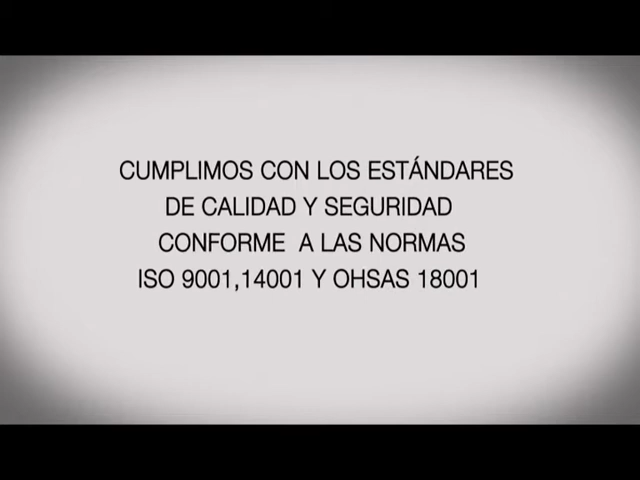 CUMPLIMOS CON LOS ESTÁNDARES
DE CALIDAD Y SEGURIDAD
CONFORME  A LAS NORMAS
ISO 9001,14001 Y OHSAS 18001